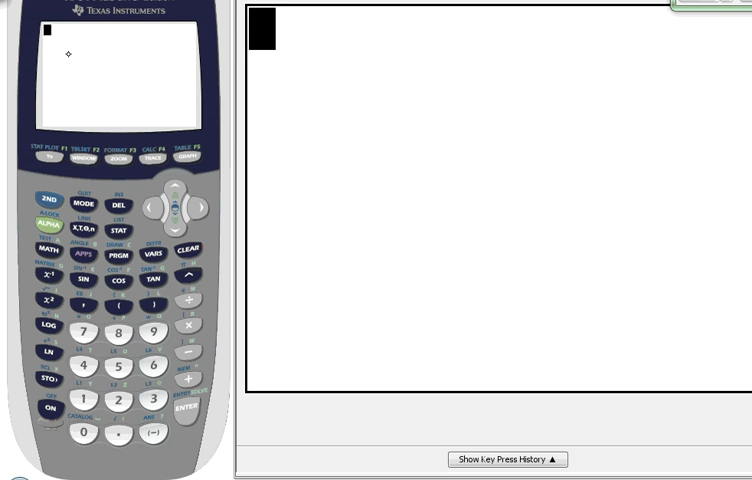 TEXAS INSTRUMENTS
STAT PLOT F1 TBLSET F2 FORMAT F3 CALC F4 TABLE F5
Y= WINDOW ZOOM TRACE GRAPH
QUIT INS
2ND MODE DEL
A-LOCK LINK LIST
ALPHA X,T,Θ,n STAT
TEST A ANGLE B DRAW C DISTR
MATH APPS PRGM VARS CLEAR
MATRIX D SIN⁻¹ E COS⁻¹ F TAN⁻¹ G π H
x⁻¹ SIN COS TAN ^
x² , ( ) ÷
LOG 7 8 9 ×
L4 T L5 U L6 V
LN 4 5 6 −
RCL X L1 Y L2 Z L3 MEM
STO› 1 2 3 +
OFF CATALOG ANS ? ENTRY SOLVE
ON 0 . (−) ENTER
Show Key Press History ▲